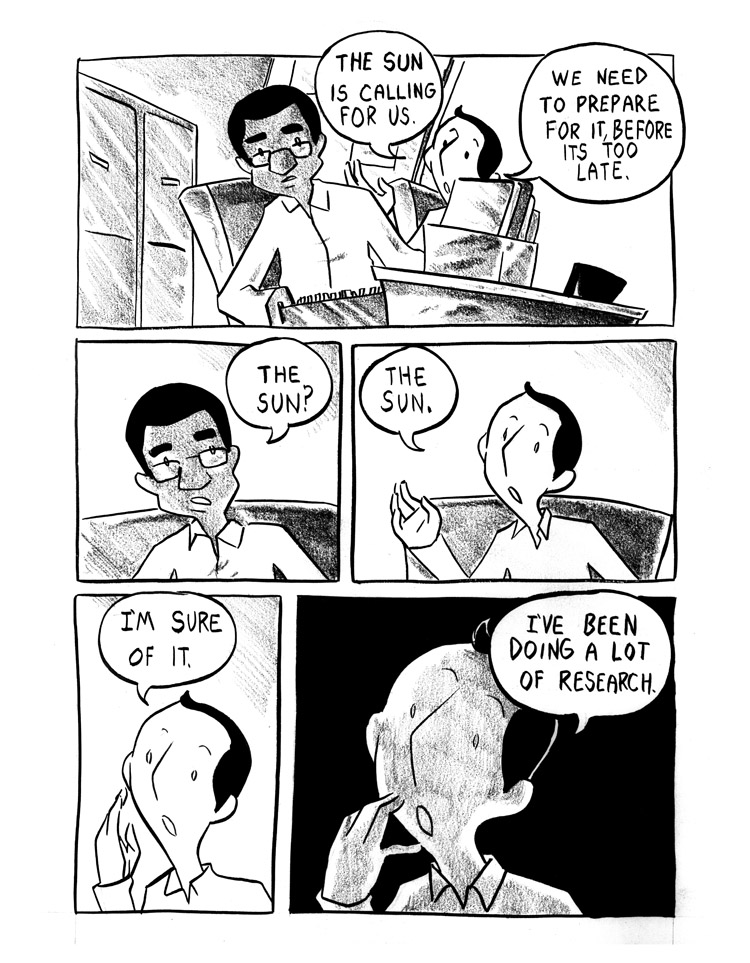 THE SUN
IS CALLING
FOR US.
WE NEED
TO PREPARE
FOR IT, BEFORE
ITS TOO
LATE.
THE
SUN?
THE
SUN.
I'M SURE
OF IT.
I'VE BEEN
DOING A LOT
OF RESEARCH.